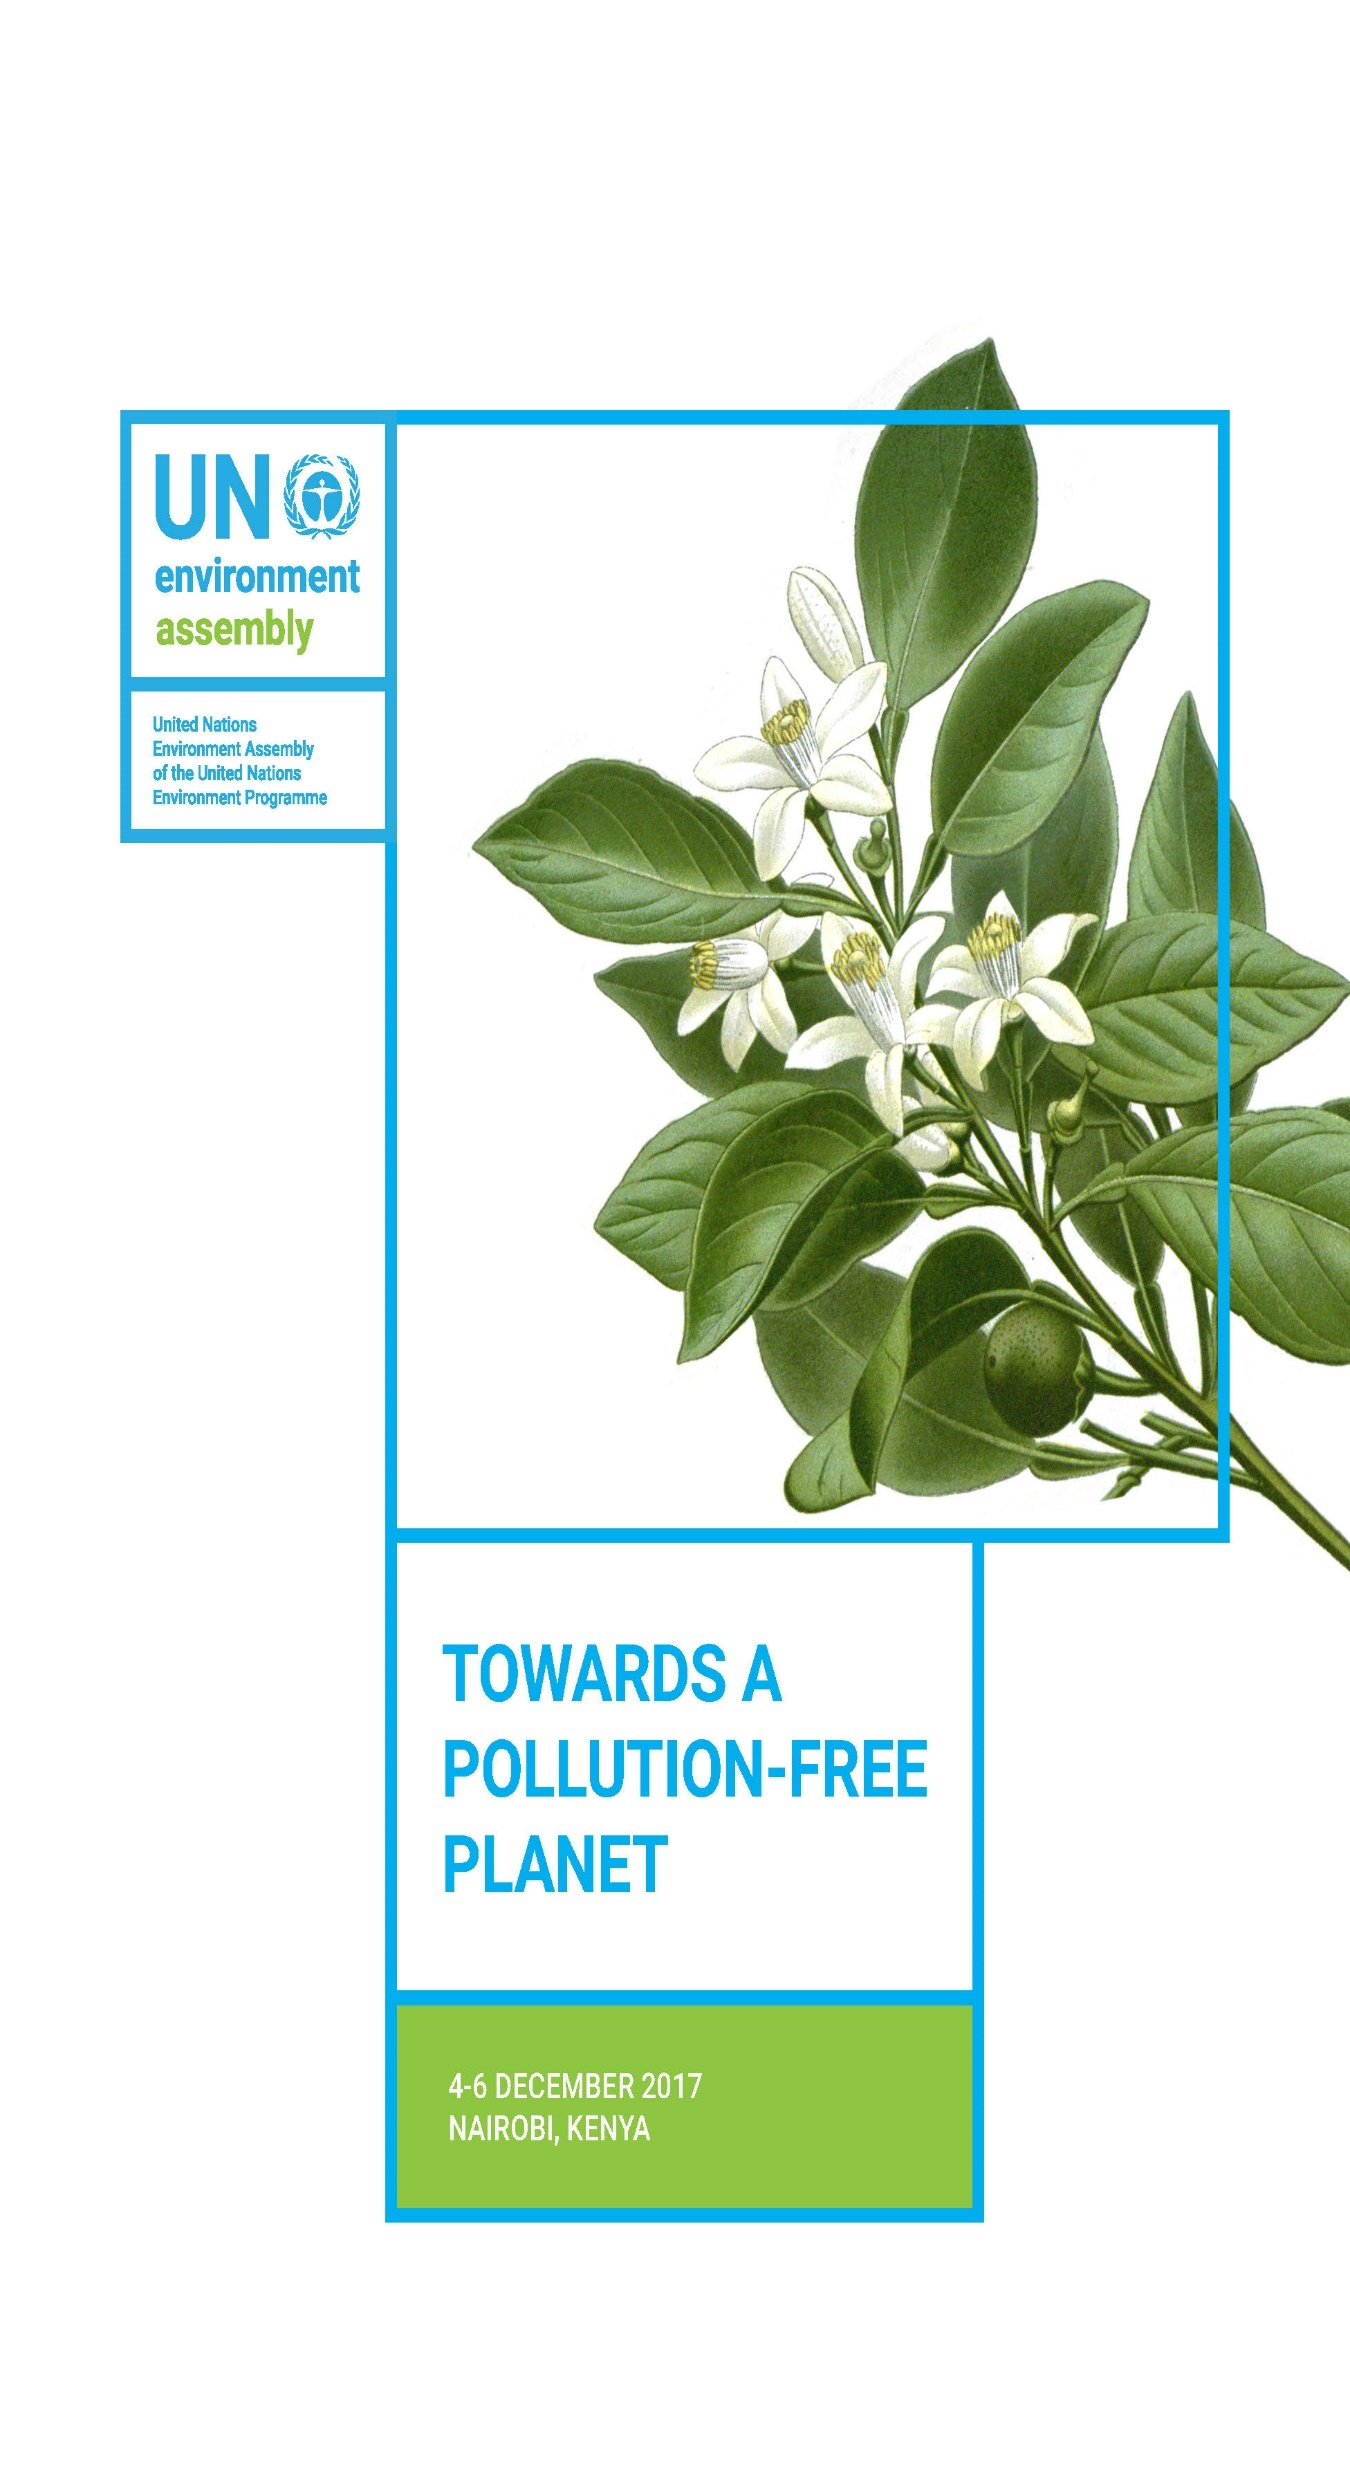 UN
environment
assembly
United Nations
Environment Assembly
of the United Nations
Environment Programme
TOWARDS A
POLLUTION-FREE
PLANET
4-6 DECEMBER 2017
NAIROBI, KENYA